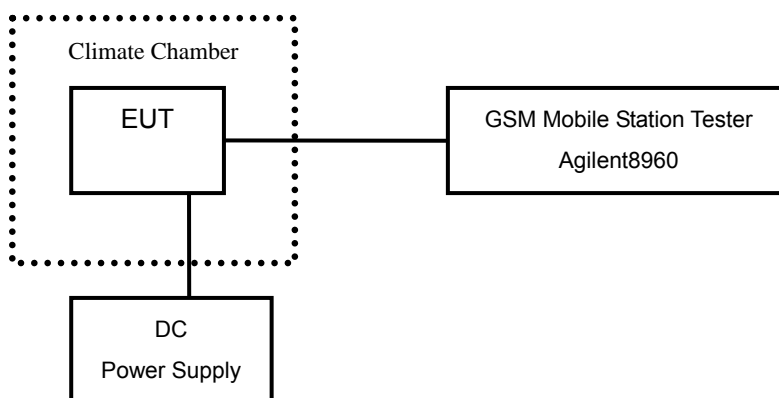 Climate Chamber
EUT
GSM Mobile Station Tester
Agilent8960
DC
Power Supply